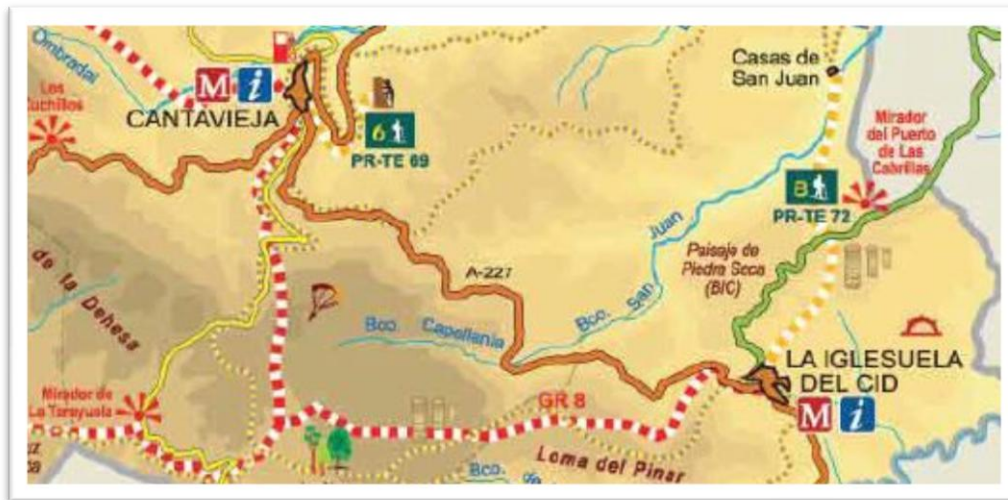 Ombradal
Los
Cuchillos
M i
CANTAVIEJA
6
PR-TE 69
Casas de
San Juan
Mirador
del Puerto
de Las
Cabrillas
8
PR-TE 72
Juan
San
Bco.
Paisaje de
Piedra Seca
(BIC)
A-227
de la Dehesa
Bco. Capellanía
LA IGLESUELA
DEL CID
M i
Mirador de
La Tarayuela
GR 8
Loma del Pinar
Bco. de